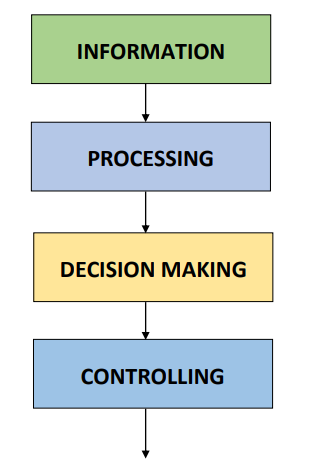 INFORMATION
PROCESSING
DECISION MAKING
CONTROLLING